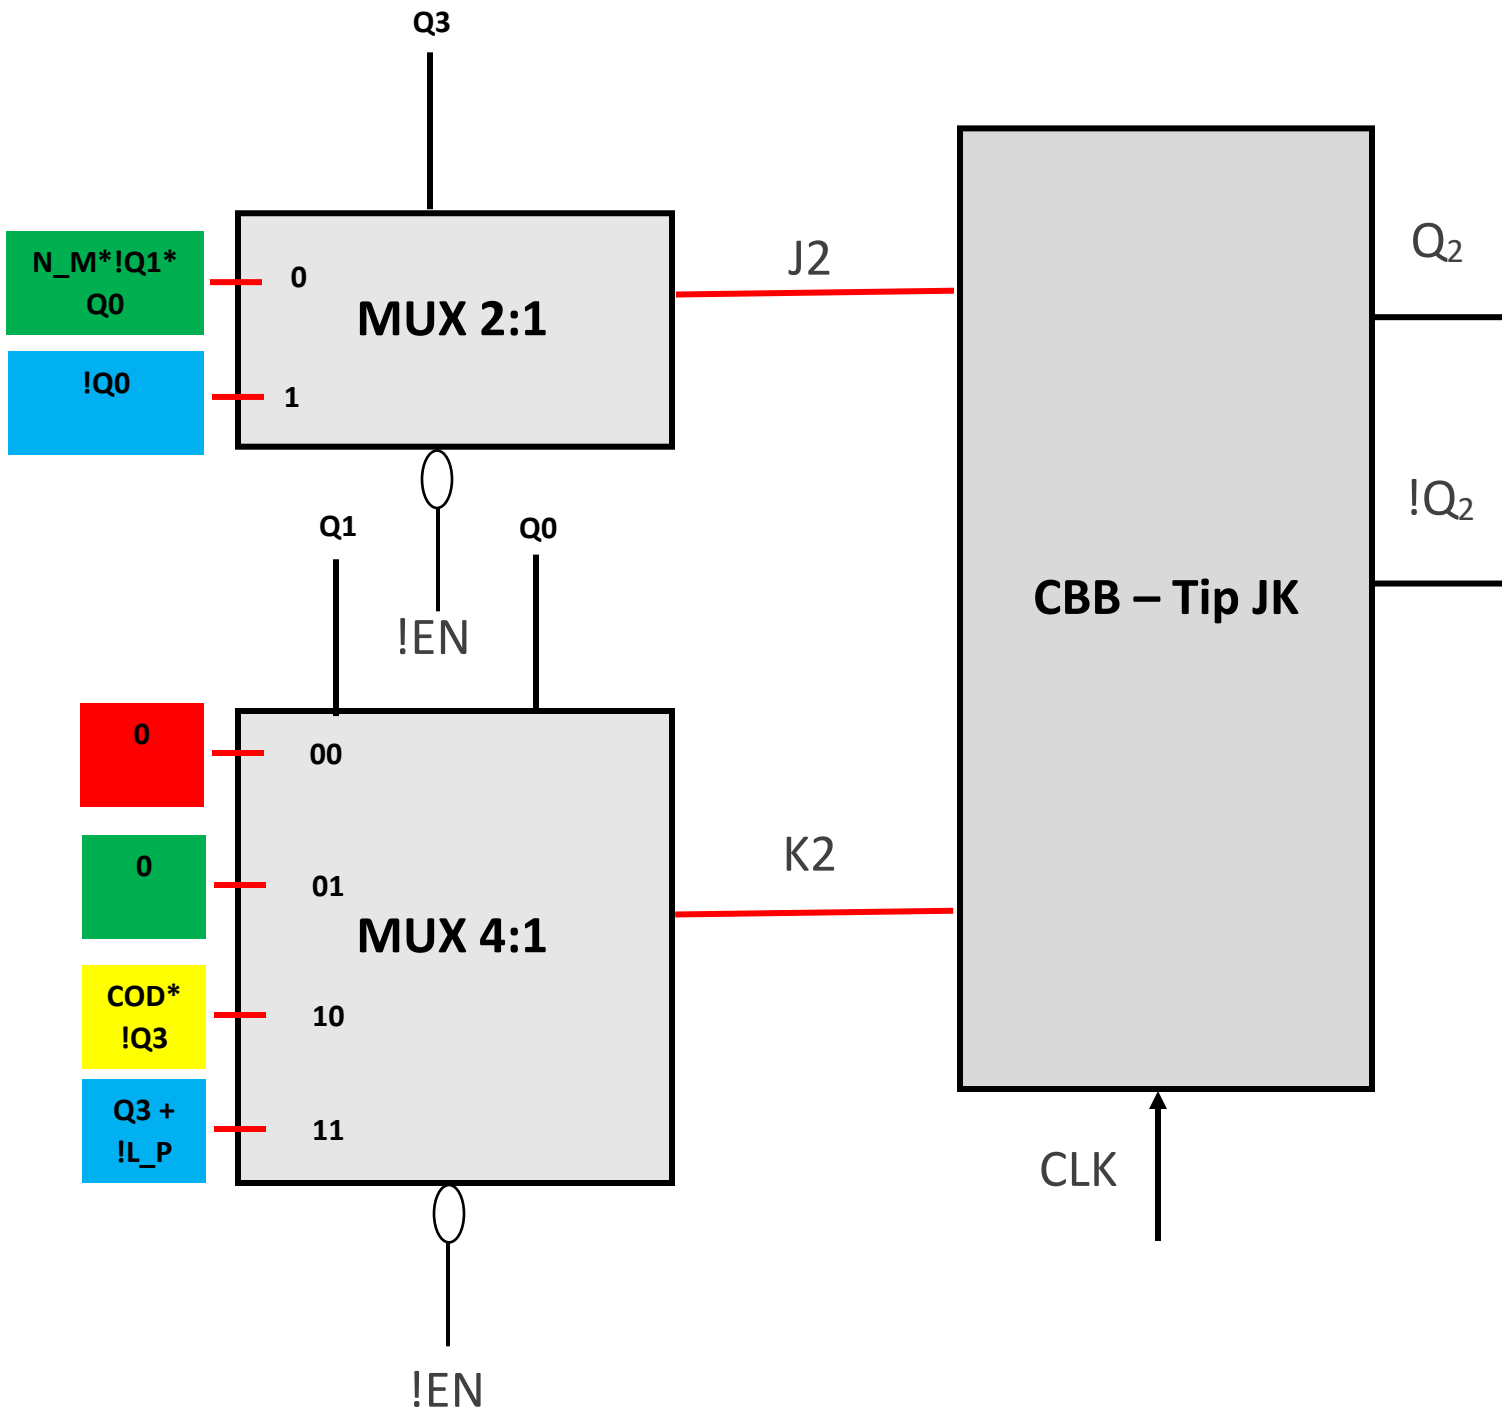 Q3
N_M*!Q1*
Q0
0
!Q0
1
MUX 2:1
J2
Q2
!Q2
Q1
Q0
!EN
CBB – Tip JK
0
00
0
01
MUX 4:1
K2
COD*
!Q3
10
Q3 +
!L_P
11
CLK
!EN